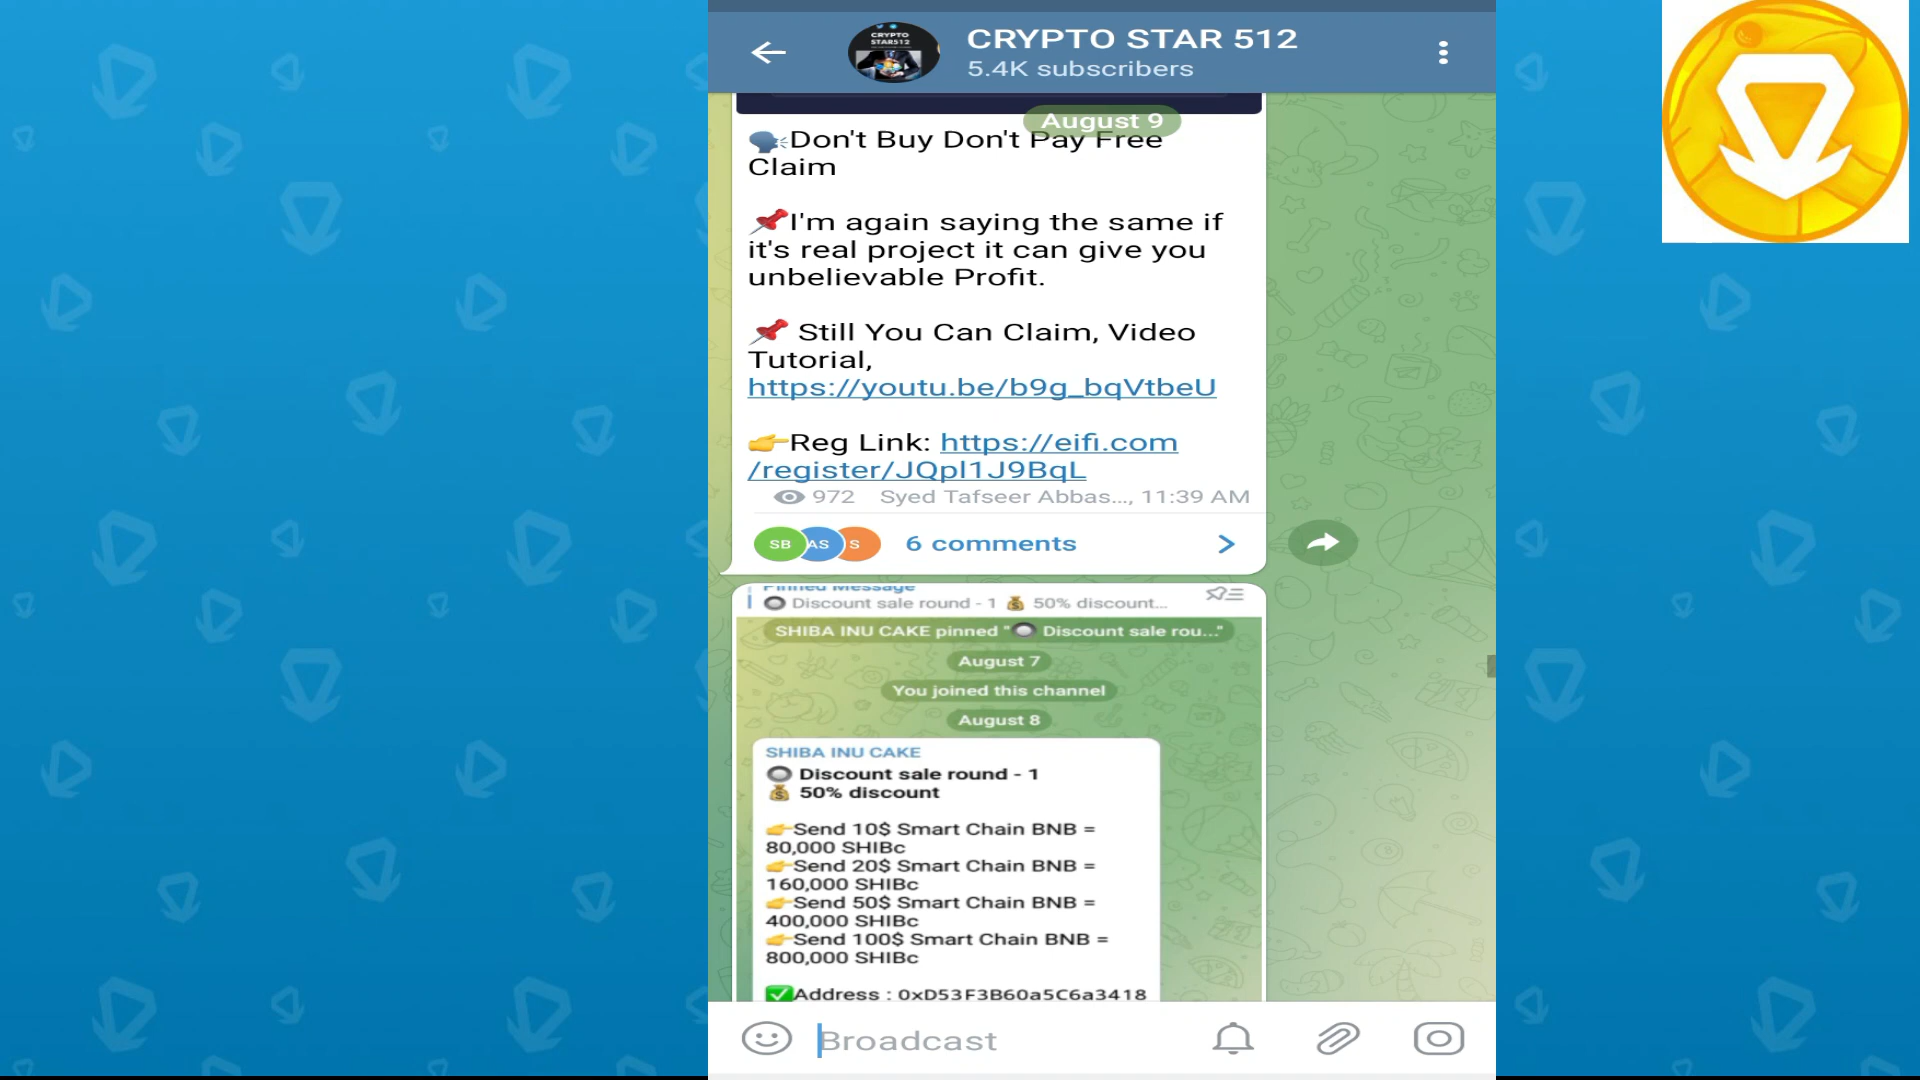 CRYPTO STAR 512
5.4K subscribers
CRYPTO
STAR512
August 9
Don't Buy Don't Pay Free
Claim
I'm again saying the same if
it's real project it can give you
unbelievable Profit.
Still You Can Claim, Video
Tutorial,
https://youtu.be/b9g_bqVtbeU
Reg Link: https://eifi.com
/register/JQpl1J9BqL
972 Syed Tafseer Abbas..., 11:39 AM
SB AS S 6 comments
Pinned Message
Discount sale round - 1 💰 50% discount...
SHIBA INU CAKE pinned "🔘 Discount sale rou..."
August 7
You joined this channel
August 8
SHIBA INU CAKE
Discount sale round - 1
50% discount
Send 10$ Smart Chain BNB =
80,000 SHIBc
Send 20$ Smart Chain BNB =
160,000 SHIBc
Send 50$ Smart Chain BNB =
400,000 SHIBc
Send 100$ Smart Chain BNB =
800,000 SHIBc
Address : 0xD53F3B60a5C6a3418
Broadcast